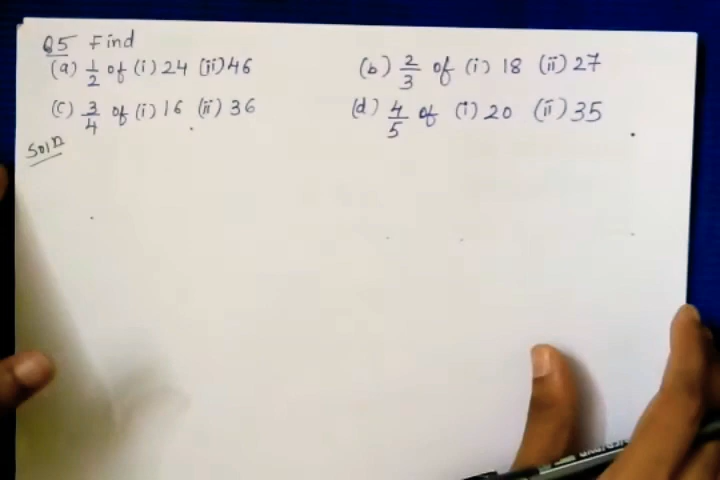 Q5 Find
(a) 1/2 of (i) 24 (ii) 46 (b) 2/3 of (i) 18 (ii) 27
(c) 3/4 of (i) 16 (ii) 36 (d) 4/5 of (i) 20 (ii) 35
Soln